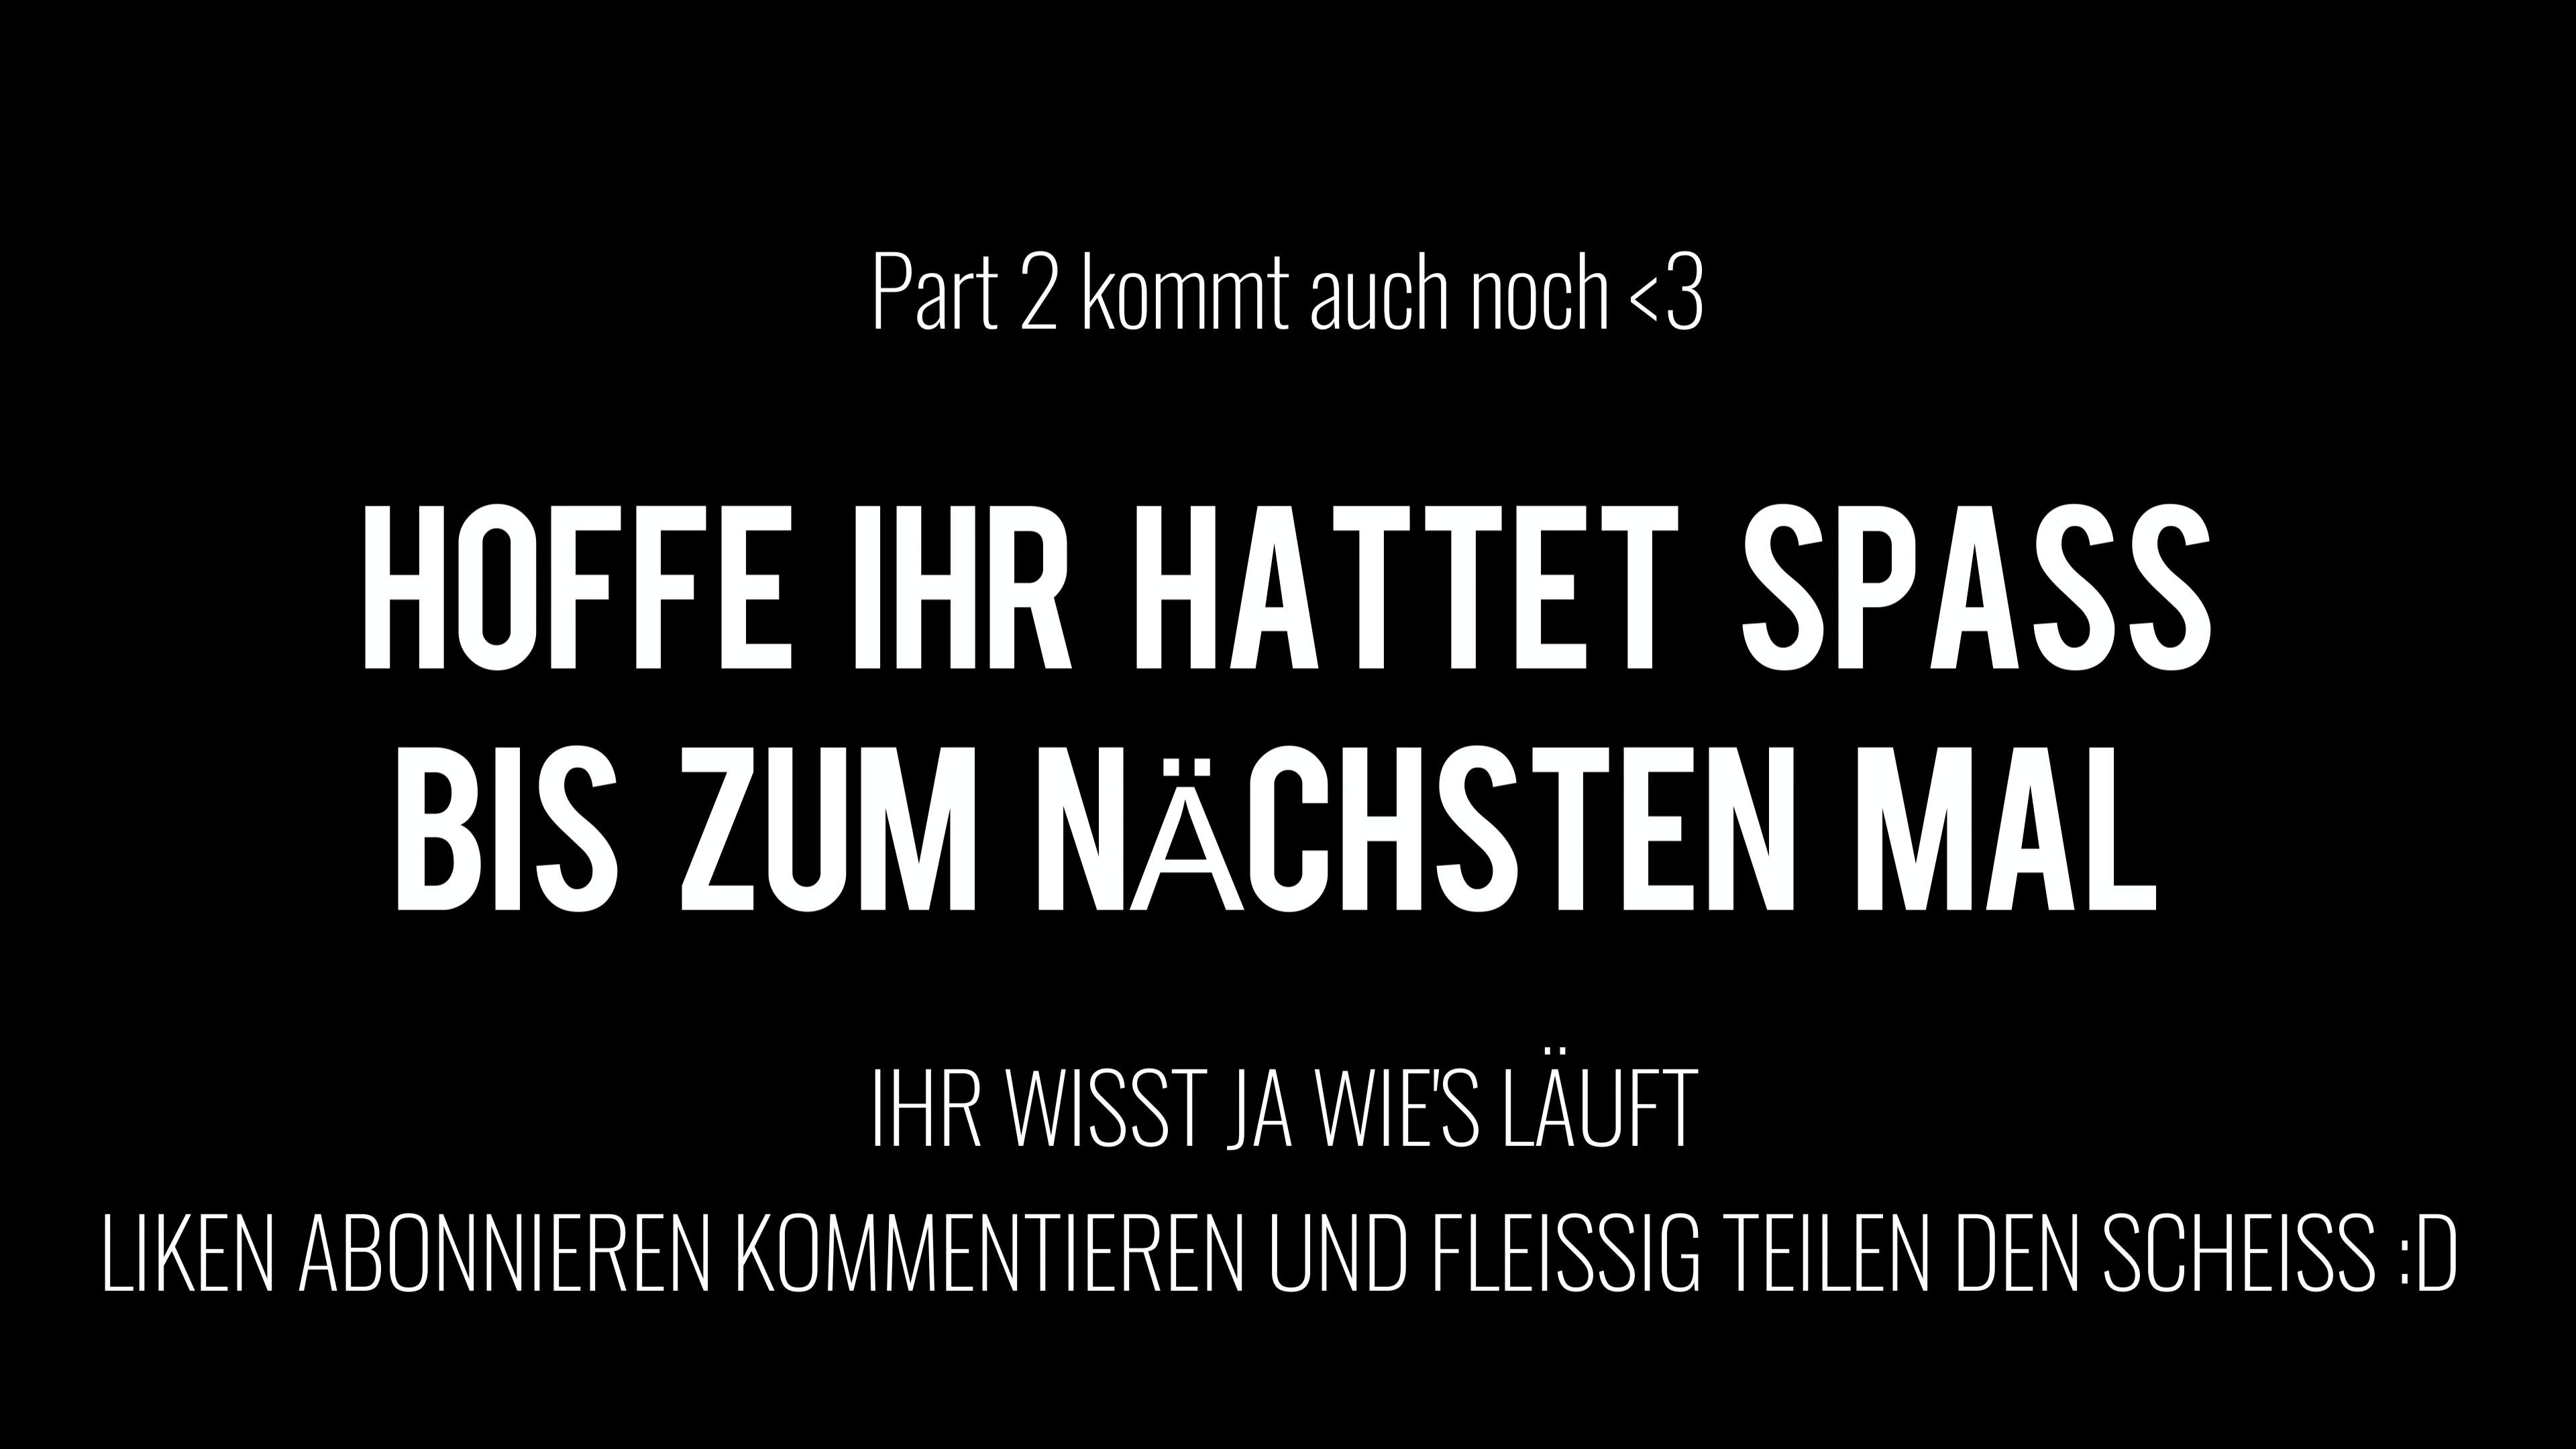 Part 2 kommt auch noch <3
HOFFE IHR HATTET SPASS
BIS ZUM NÄCHSTEN MAL
IHR WISST JA WIE'S LÄUFT
LIKEN ABONNIEREN KOMMENTIEREN UND FLEISSIG TEILEN DEN SCHEISS :D